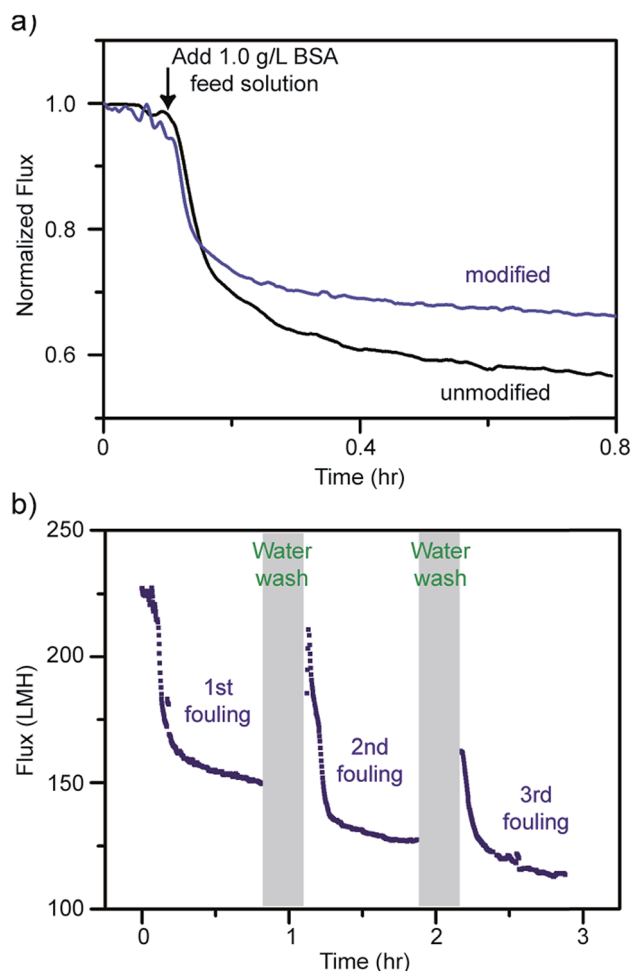 a)
Add 1.0 g/L BSA
feed solution
1.0
0.8
0.6
Normalized Flux
modified
unmodified
0
0.4
0.8
Time (hr)
b)
250
200
150
100
Flux (LMH)
Water
wash
Water
wash
1st
fouling
2nd
fouling
3rd
fouling
0
1
2
3
Time (hr)